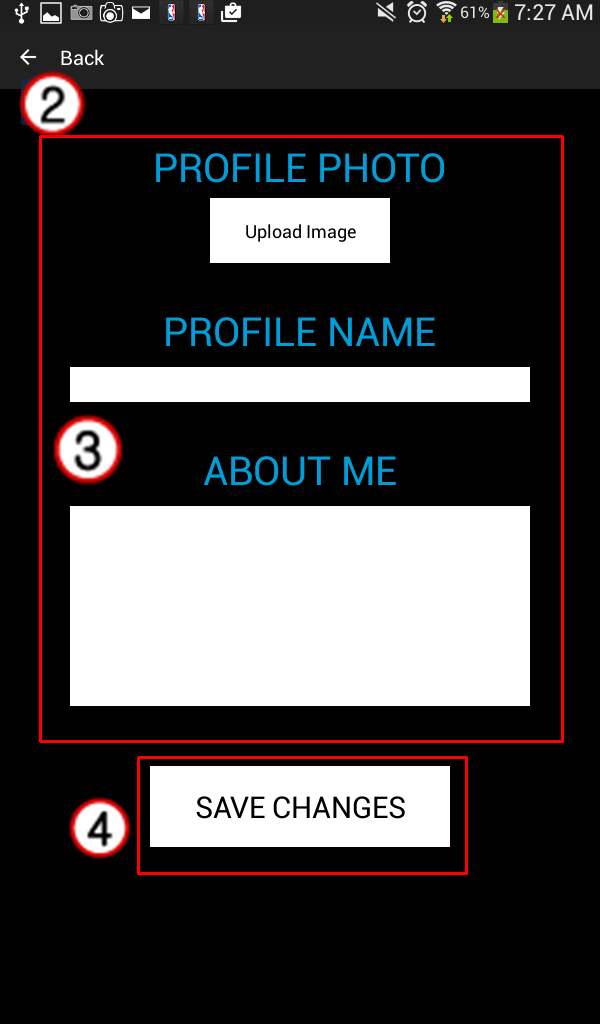 61% 7:27 AM
Back
2
PROFILE PHOTO
Upload Image
PROFILE NAME
3
ABOUT ME
4
SAVE CHANGES